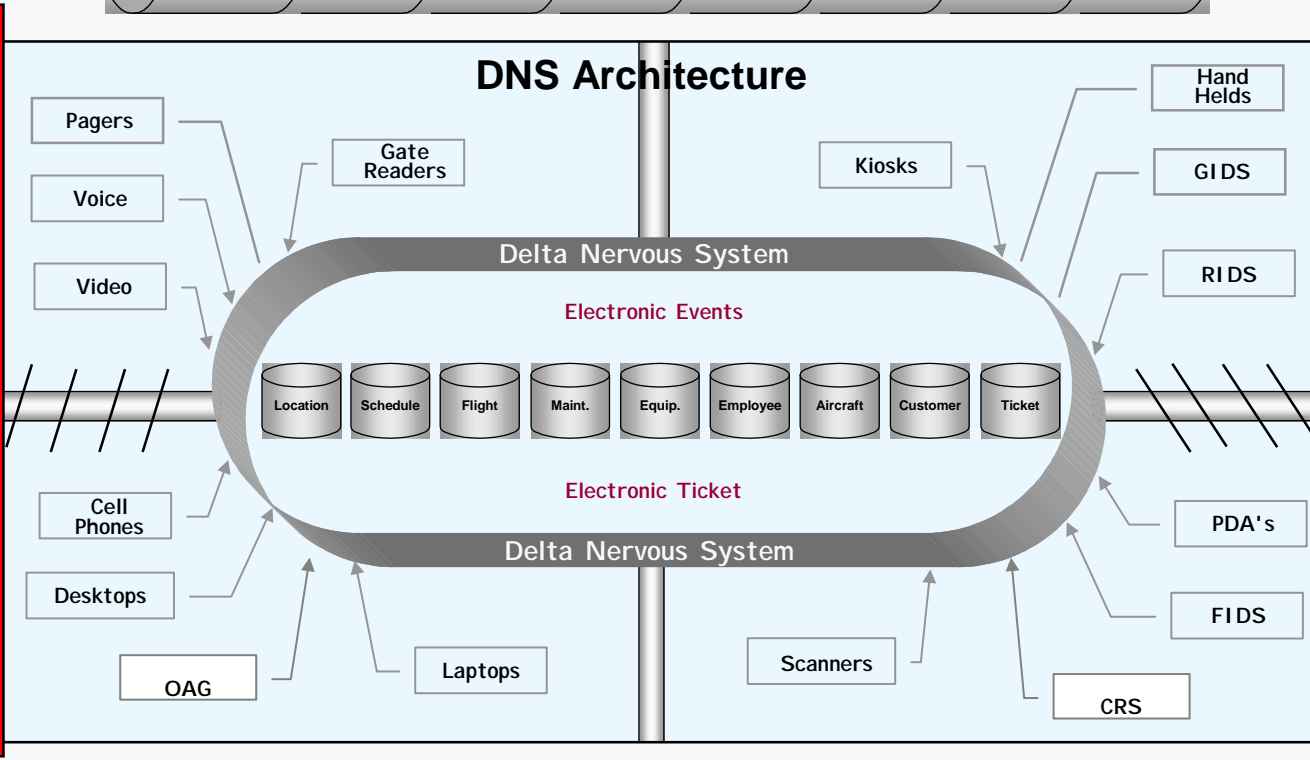 DNS Architecture
Hand
Helds
Pagers
Gate
Readers
Kiosks
GIDS
Voice
Delta Nervous System
Video
RIDS
Electronic Events
Location
Schedule
Flight
Maint.
Equip.
Employee
Aircraft
Customer
Ticket
Electronic Ticket
Cell
Phones
PDA's
Delta Nervous System
Desktops
FIDS
Laptops
Scanners
OAG
CRS